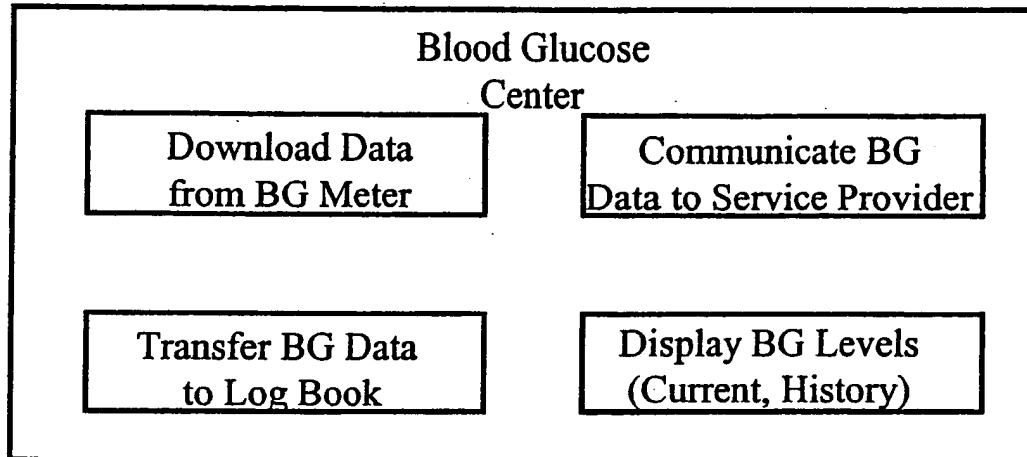 Blood Glucose
Center
Download Data
from BG Meter
Communicate BG
Data to Service Provider
Transfer BG Data
to Log Book
Display BG Levels
(Current, History)